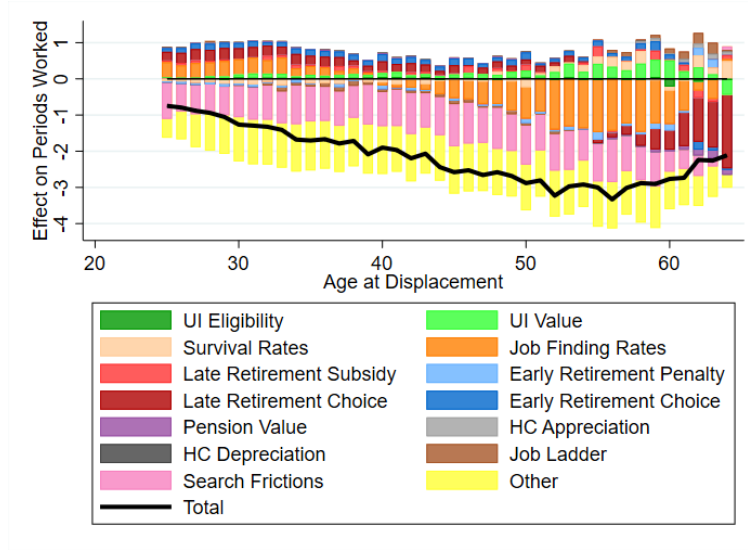 Effect on Periods Worked
1
0
-1
-2
-3
-4
20 30 40 50 60
Age at Displacement
UI Eligibility UI Value
Survival Rates Job Finding Rates
Late Retirement Subsidy Early Retirement Penalty
Late Retirement Choice Early Retirement Choice
Pension Value HC Appreciation
HC Depreciation Job Ladder
Search Frictions Other
Total